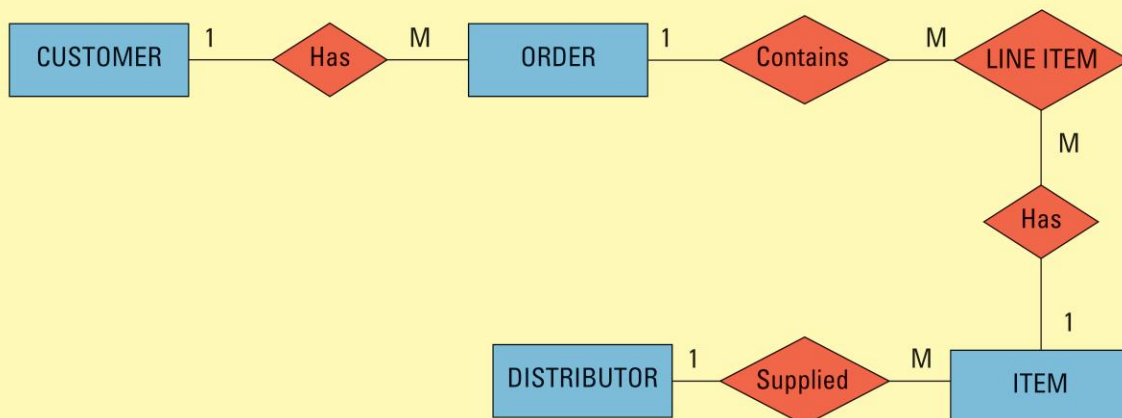 CUSTOMER 1 Has M ORDER 1 Contains M LINE ITEM
M
Has
1
DISTRIBUTOR 1 Supplied M ITEM